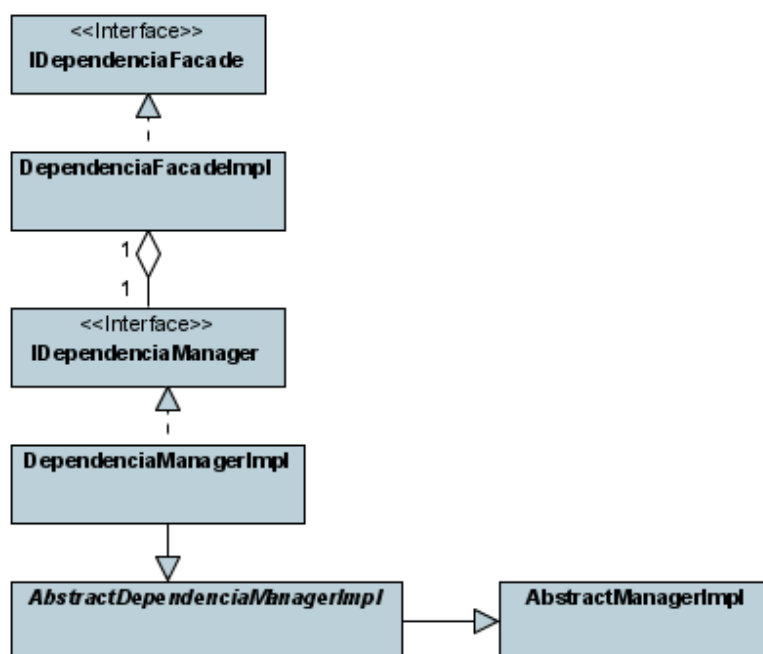 <<Interface>>
IDependenciaFacade
DependenciaFacadeImpl
1
1
<<Interface>>
IDependenciaManager
DependenciaManagerImpl
AbstractDependenciaManagerImpl
AbstractManagerImpl